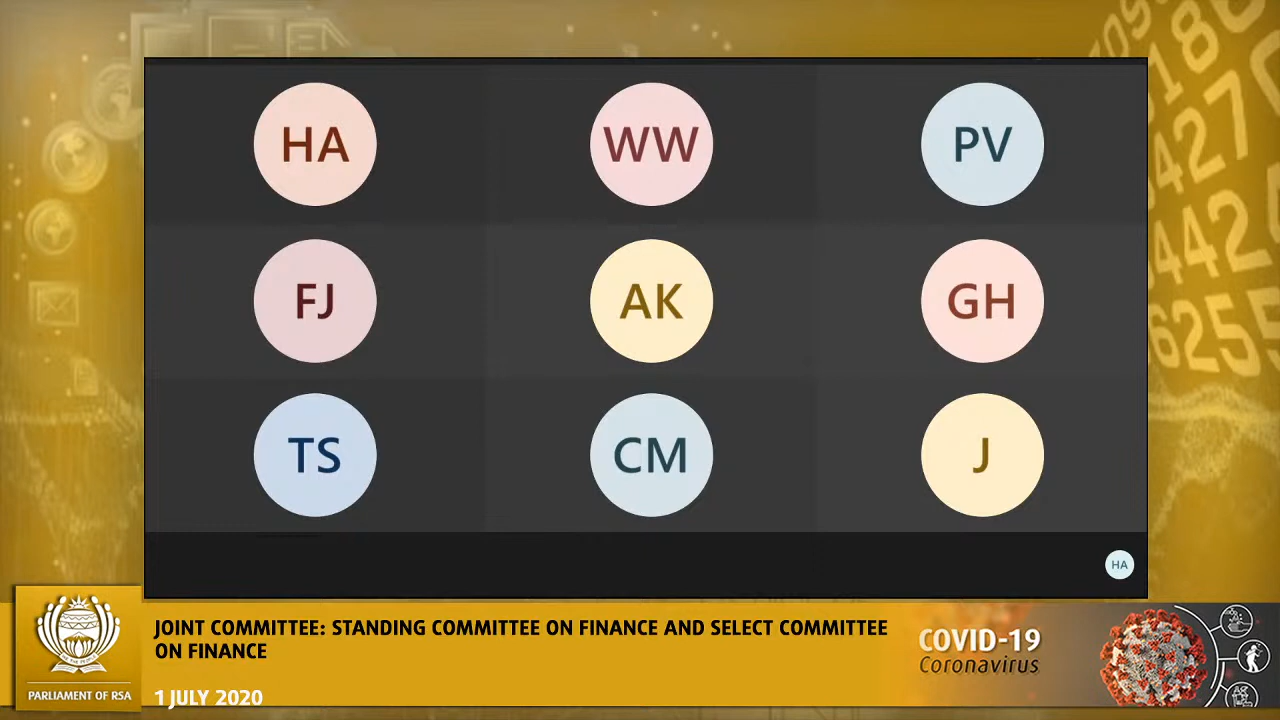 HA
WW
PV
FJ
AK
GH
TS
CM
J
HA
JOINT COMMITTEE: STANDING COMMITTEE ON FINANCE AND SELECT COMMITTEE
ON FINANCE
1 JULY 2020
PARLIAMENT OF RSA
COVID-19
Coronavirus
6255